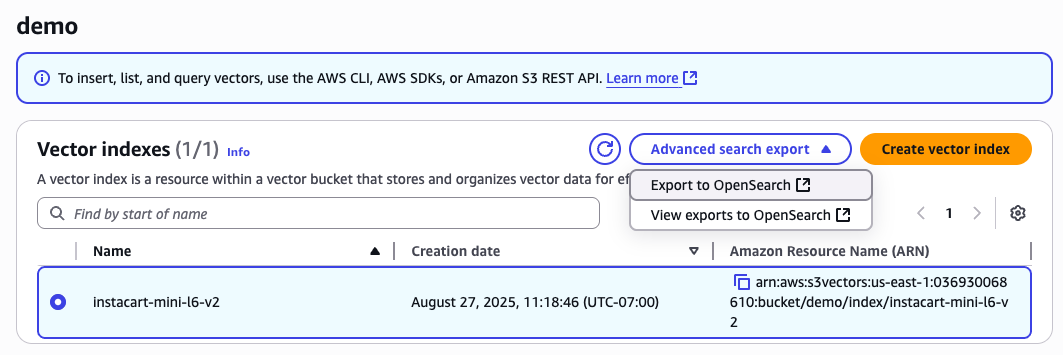 demo
To insert, list, and query vectors, use the AWS CLI, AWS SDKs, or Amazon S3 REST API. Learn more
Vector indexes (1/1) Info
Advanced search export
Create vector index
A vector index is a resource within a vector bucket that stores and organizes vector data for ef
Export to OpenSearch
View exports to OpenSearch
Find by start of name
1
Name
Creation date
Amazon Resource Name (ARN)
instacart-mini-l6-v2
August 27, 2025, 11:18:46 (UTC-07:00)
arn:aws:s3vectors:us-east-1:036930068
610:bucket/demo/index/instacart-mini-l6-v
2